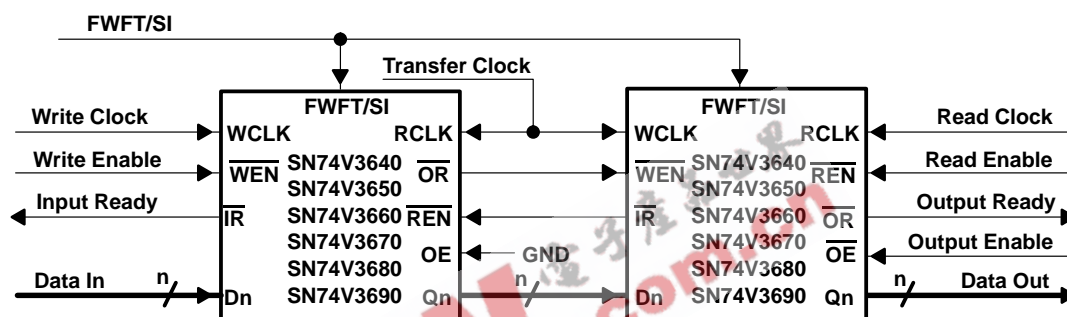 FWFT/SI
Transfer Clock
FWFT/SI
FWFT/SI
Write Clock
WCLK
RCLK
WCLK
RCLK
Read Clock
Write Enable
WEN
SN74V3640
OR
WEN
SN74V3640
REN
Read Enable
SN74V3650
SN74V3650
Input Ready
IR
SN74V3660
REN
IR
SN74V3660
OR
Output Ready
SN74V3670
SN74V3670
OE
GND
OE
Output Enable
SN74V3680
SN74V3680
Data In
n
Dn
SN74V3690
Qn
n
Dn
SN74V3690
Qn
n
Data Out
.com.cn